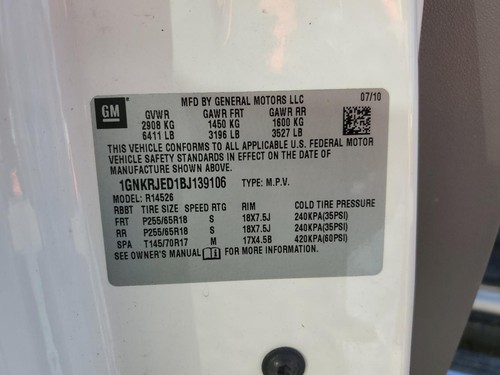 GM
MFD BY GENERAL MOTORS LLC 07/10
GVWR GAWR FRT GAWR RR
2908 KG 1450 KG 1600 KG
6411 LB 3196 LB 3527 LB
THIS VEHICLE CONFORMS TO ALL APPLICABLE U.S. FEDERAL MOTOR
VEHICLE SAFETY STANDARDS IN EFFECT ON THE DATE OF
MANUFACTURE SHOWN ABOVE.
1GNKRJED1BJ139106 TYPE: M.P.V.
MODEL: R14526
RBBT TIRE SIZE SPEED RTG RIM COLD TIRE PRESSURE
FRT P255/65R18 S 18X7.5J 240KPA(35PSI)
RR P255/65R18 S 18X7.5J 240KPA(35PSI)
SPA T145/70R17 M 17X4.5B 420KPA(60PSI)
SEE OWNER'S MANUAL FOR MORE INFORMATION.